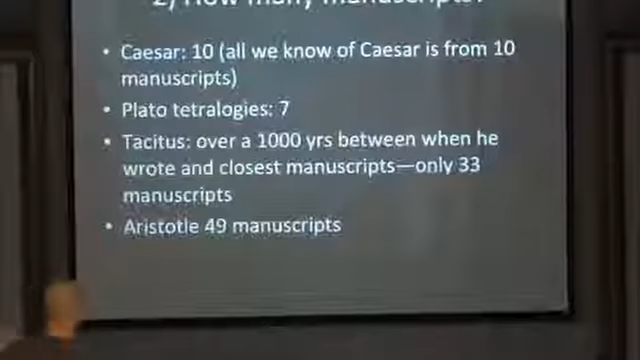 2) How many manuscripts?
• Caesar: 10 (all we know of Caesar is from 10
manuscripts)
• Plato tetralogies: 7
• Tacitus: over a 1000 yrs between when he
wrote and closest manuscripts—only 33
manuscripts
• Aristotle 49 manuscripts